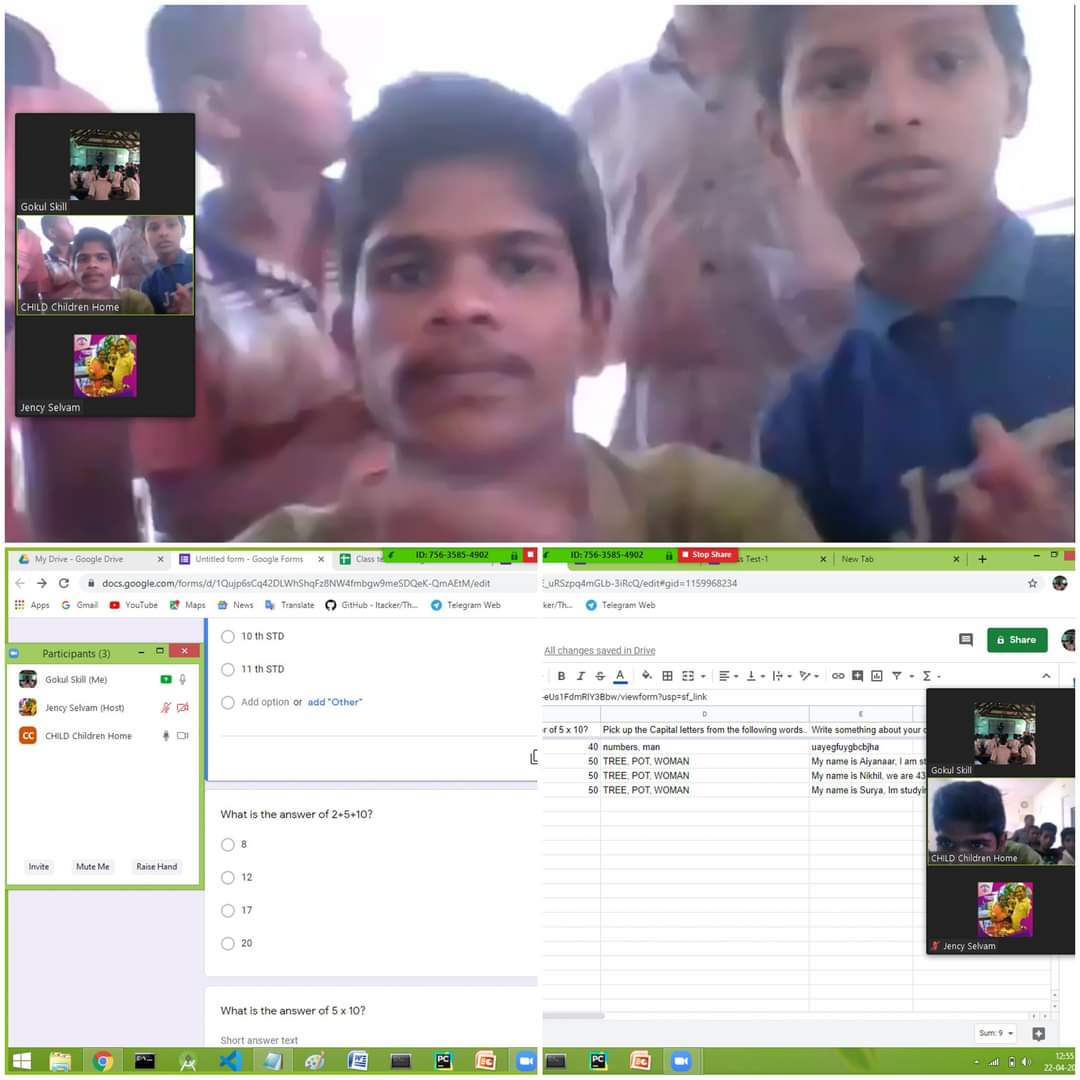 Gokul Skill
CHILD Children Home
Jency Selvam
My Drive - Google Drive
Untitled form - Google Forms
Class te
ID: 756-3585-4902
docs.google.com/forms/d/1Qujp6sCq42DLWhShqFz8NW4fmbgw9meSDQeK-QmAEtM/edit
Apps
Gmail
YouTube
Maps
News
Translate
GitHub - Itacker/Th...
Telegram Web
10 th STD
11 th STD
Add option or add "Other"
Participants (3)
Gokul Skill (Me)
Jency Selvam (Host)
CC CHILD Children Home
Invite Mute Me Raise Hand
What is the answer of 2+5+10?
8
12
17
20
What is the answer of 5 x 10?
Short answer text
ID: 756-3585-4902
Stop Share
s Test-1
New Tab
_uRSzpq4mGLb-3iRcQ/edit#gid=1159968234
ker/Th...
Telegram Web
All changes saved in Drive
Share
B I S A
-eUs1FdmRlY3Bbw/viewform?usp=sf_link
D E
r of 5 x 10? Pick up the Capital letters from the following words.. Write something about your
40 numbers, man uayegfuygbcbjha
50 TREE, POT, WOMAN My name is Aiyanaar, I am st
50 TREE, POT, WOMAN My name is Nikhil, we are 43
50 TREE, POT, WOMAN My name is Surya, Im studyin
Gokul Skill
CHILD Children Home
Jency Selvam
Sum: 9
12:55
22-04-20